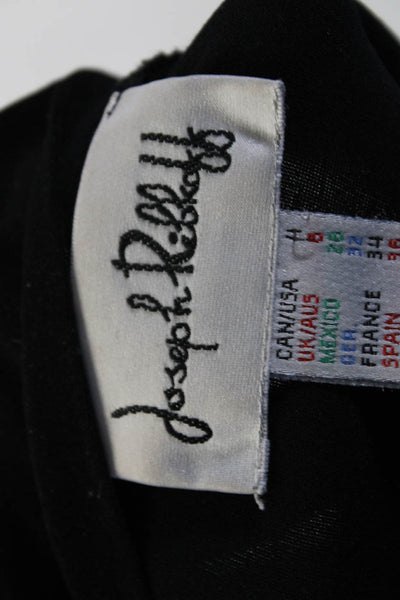 Joseph Ribkoff
CAN/USA 4
UK/AUS 6
MEXICO 26
GER. 32
FRANCE 34
SPAIN 36